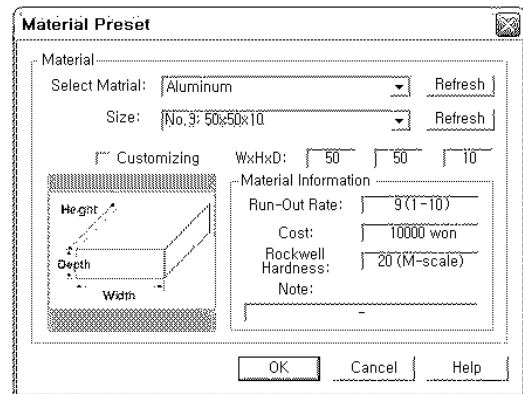 Material Preset
Material
Select Matrial: Aluminum Refresh
Size: No. 9: 50x50x10 Refresh
Customizing WxHxD: 50 50 10
Height
Depth
Width
Material Information
Run-Out Rate: 9 (1-10)
Cost: 10000 won
Rockwell
Hardness: 20 (M-scale)
Note:
-
OK Cancel Help